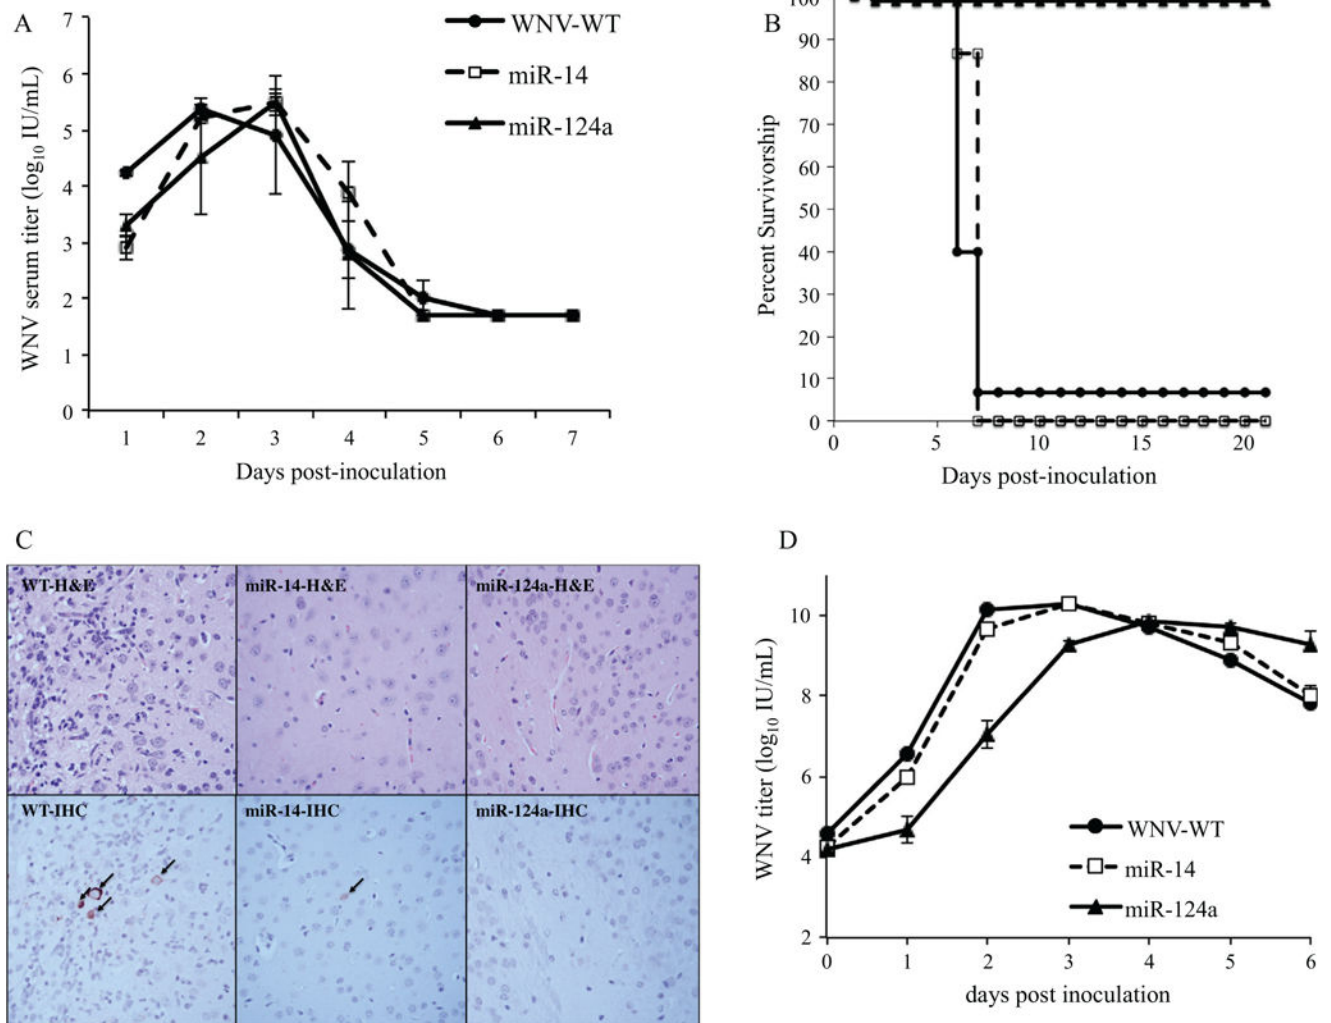 A
7
6
5
4
3
2
1
0
WNV serum titer (log10 IU/mL)
1 2 3 4 5 6 7
Days post-inoculation
WNV-WT
miR-14
miR-124a
B
100
90
80
70
60
50
40
30
20
10
0
Percent Survivorship
0 5 10 15 20
Days post-inoculation
C
WT-H&E miR-14-H&E miR-124a-H&E
WT-IHC miR-14-IHC miR-124a-IHC
D
10
8
6
4
2
WNV titer (log10 IU/mL)
0 1 2 3 4 5 6
days post inoculation
WNV-WT
miR-14
miR-124a